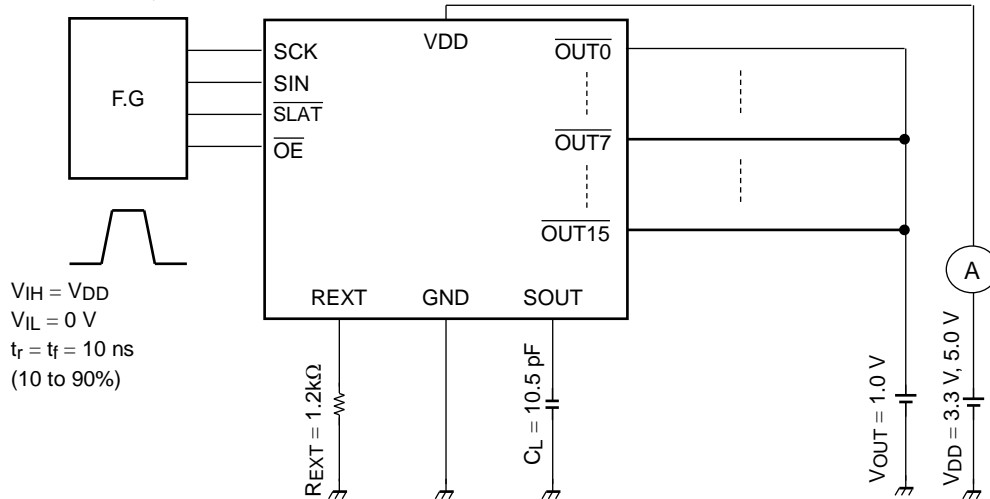 VDD
SCK
SIN
SLAT
OE
F.G
OUT0
OUT7
OUT15
A
REXT
GND
SOUT
VIH = VDD
VIL = 0 V
tr = tf = 10 ns
(10 to 90%)
REXT = 1.2kΩ
CL = 10.5 pF
VOUT = 1.0 V
VDD = 3.3 V, 5.0 V